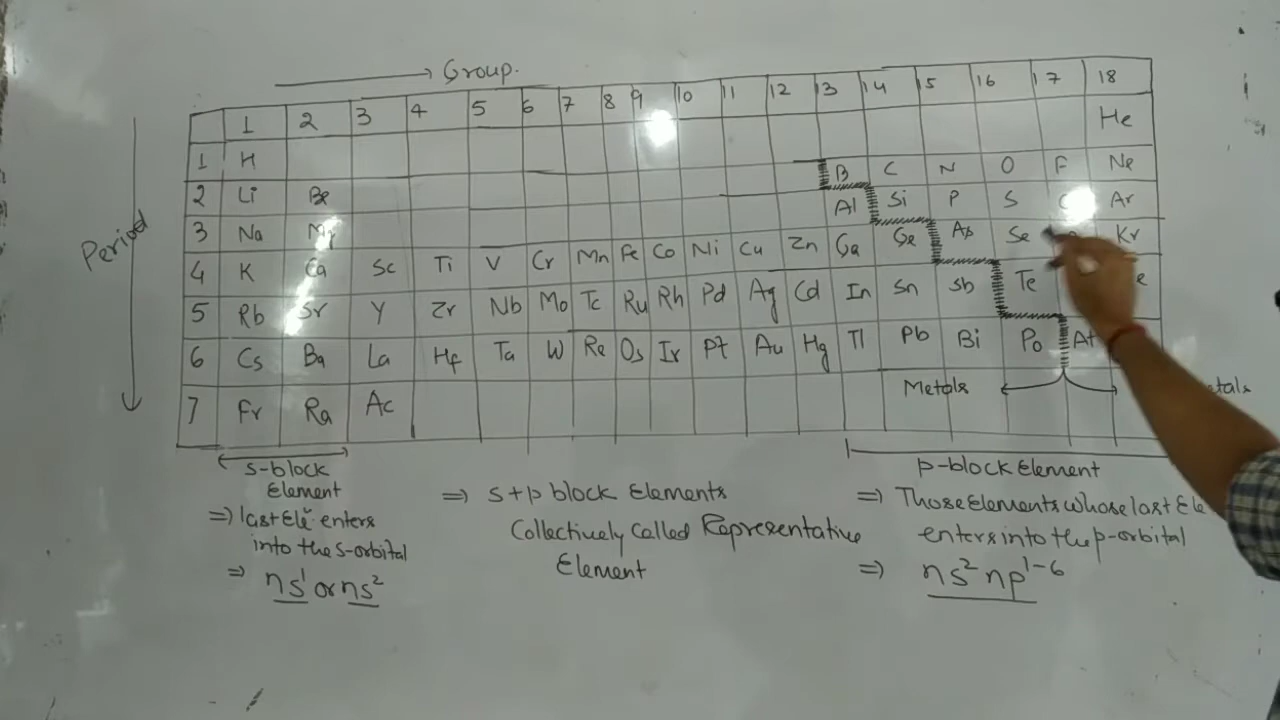 Group.
1 2 3 4 5 6 7 8 9 10 11 12 13 14 15 16 17 18
He
1 H
B C N O F Ne
2 Li Be
Al Si P S Ar
3 Na
Ga Ge As Se Kr
4 K Ca Sc Ti V Cr Mn Fe Co Ni Cu Zn
In Sn Sb Te
5 Rb Sr Y Zr Nb Mo Tc Ru Rh Pd Ag Cd
Tl Pb Bi Po At
6 Cs Ba La Hf Ta W Re Os Ir Pt Au Hg
7 Fr Ra Ac
Period
Metals
s-block
Element
⇒ last Ele enters
into the s-orbital
⇒ ns¹ or ns²
⇒ s+p block Elements
Collectively called Representative
Element
p-block Element
⇒ Those Elements whose last Ele
enters into the p-orbital
⇒ ns² np¹⁻⁶